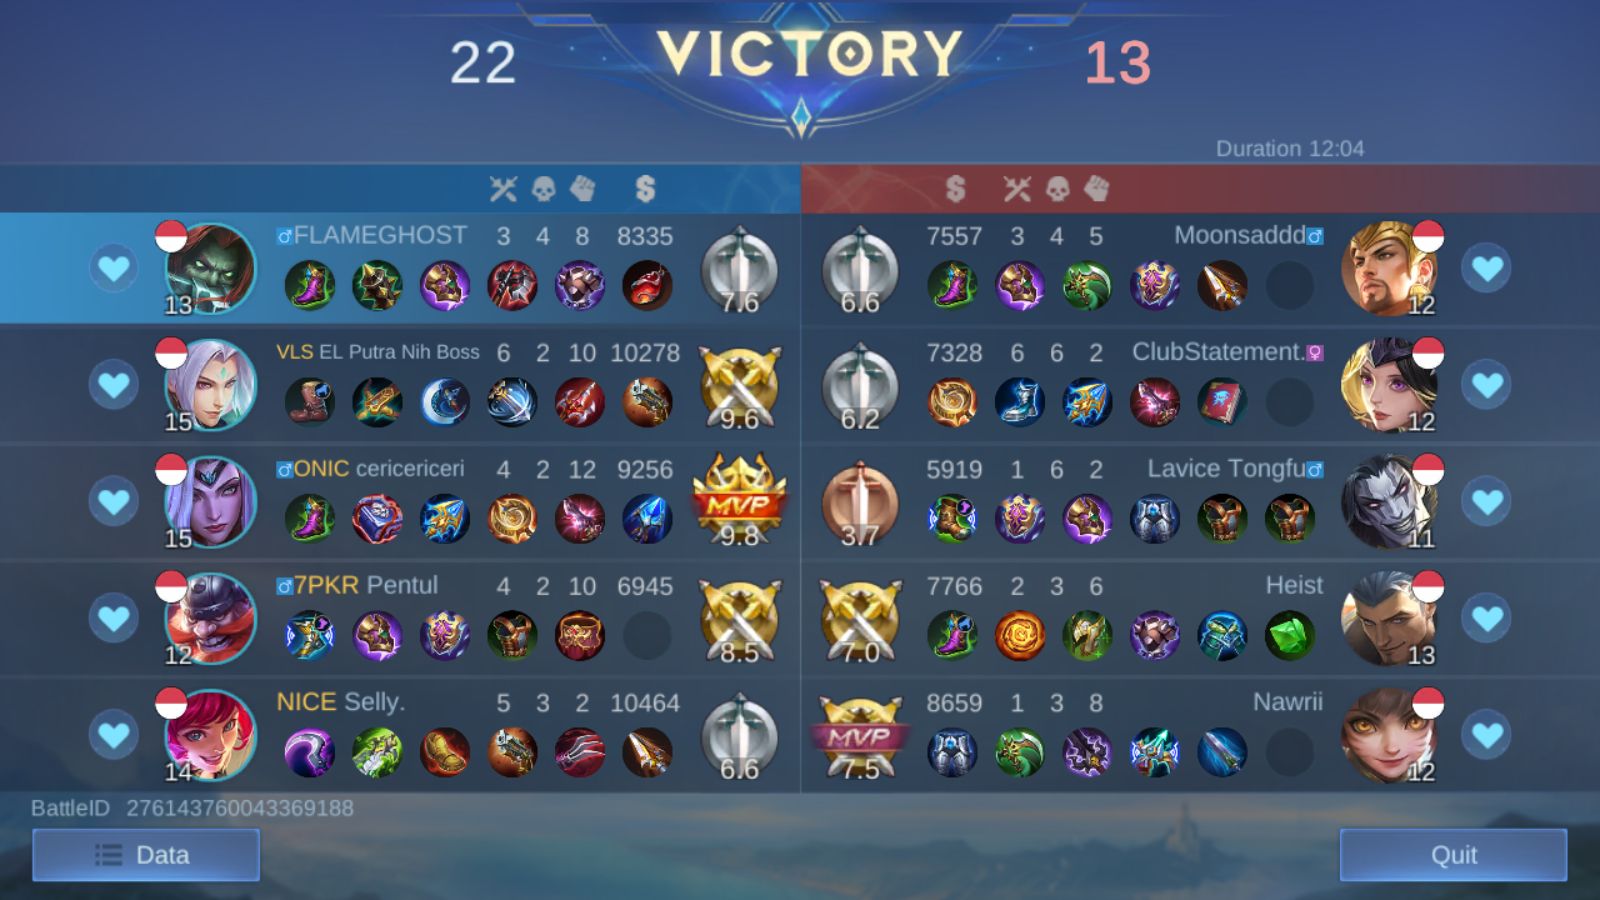 22 VICTORY 13
Duration 12:04
FLAMEGHOST 3 4 8 8335
13 7.6
7557 3 4 5 Moonsaddd
6.6 12
VLS EL Putra Nih Boss 6 2 10 10278
15 9.6
7328 6 6 2 ClubStatement.
6.2 12
ONIC cericericeri 4 2 12 9256
MVP
15 9.8
5919 1 6 2 Lavice Tongfu
3.7 11
7PKR Pentul 4 2 10 6945
12 8.5
7766 2 3 6 Heist
7.0 13
NICE Selly. 5 3 2 10464
14 6.6
8659 1 3 8 Nawrii
MVP
7.5 12
BattleID 276143760043369188
Data
Quit